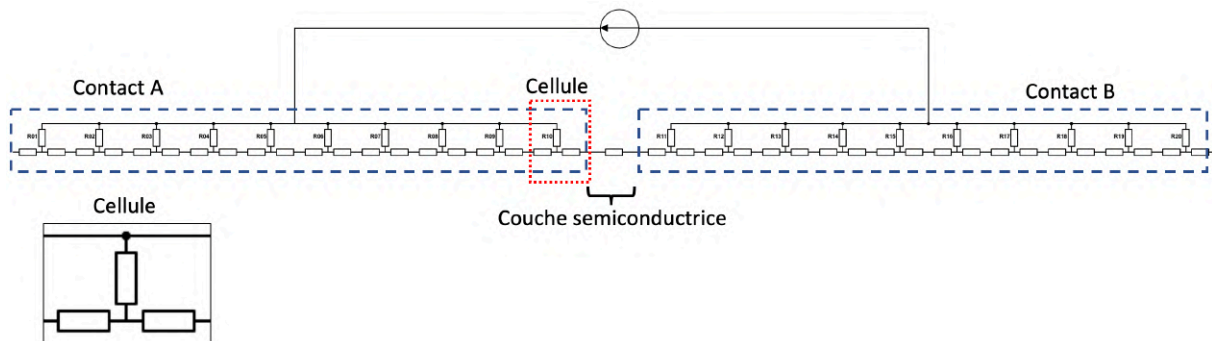 Contact A
Cellule
Contact B
R01 R02 R03 R04 R05 R06 R07 R08 R09 R10 R11 R12 R13 R14 R15 R16 R17 R18 R19 R20
Cellule
Couche semiconductrice